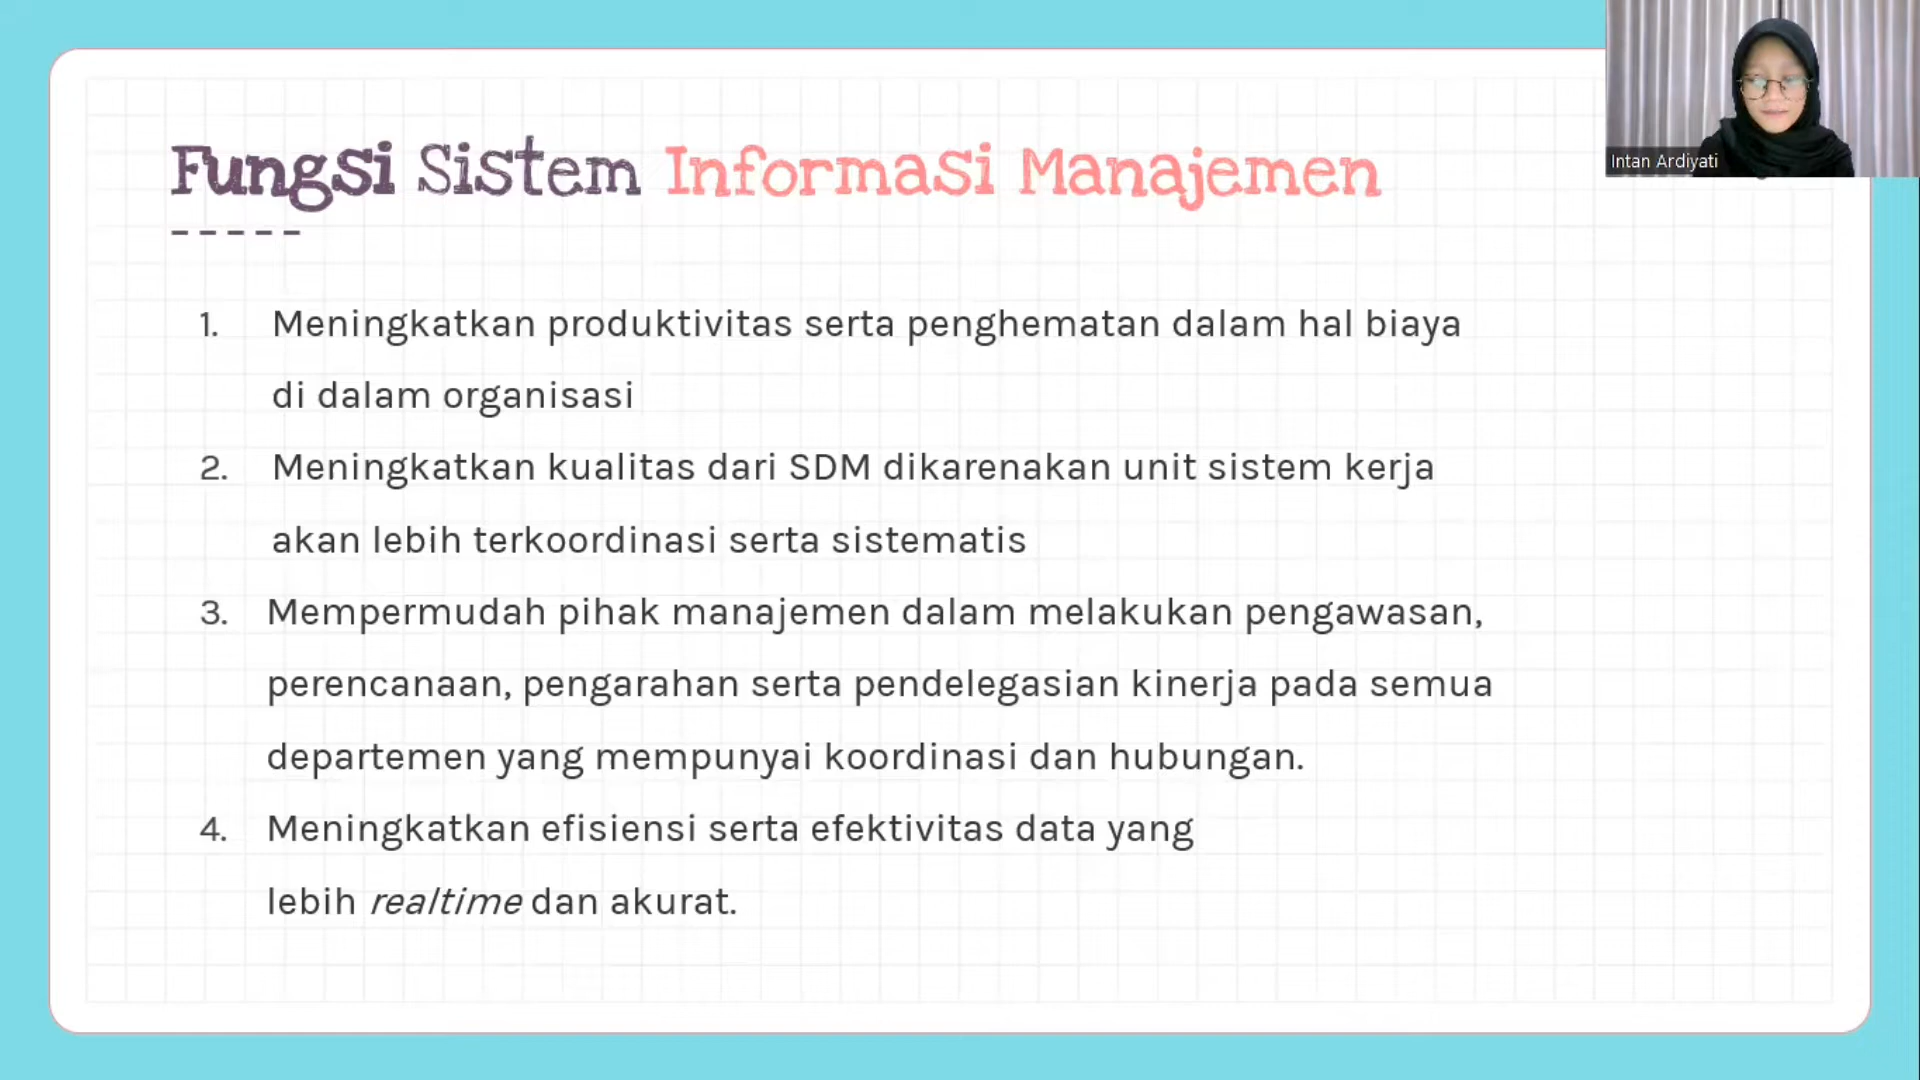 Fungsi Sistem Informasi Manajemen
-----
1. Meningkatkan produktivitas serta penghematan dalam hal biaya
di dalam organisasi
2. Meningkatkan kualitas dari SDM dikarenakan unit sistem kerja
akan lebih terkoordinasi serta sistematis
3. Mempermudah pihak manajemen dalam melakukan pengawasan,
perencanaan, pengarahan serta pendelegasian kinerja pada semua
departemen yang mempunyai koordinasi dan hubungan.
4. Meningkatkan efisiensi serta efektivitas data yang
lebih realtime dan akurat.
Intan Ardiyati